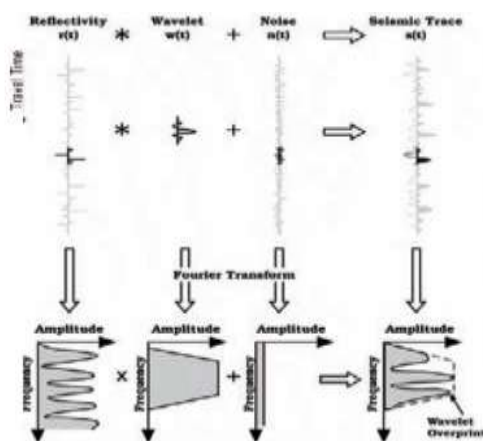 Reflectivity * Wavelet + Noise Seismic Trace
r(t) w(t) n(t) s(t)
Travel Time
* +
Fourier Transform
Amplitude Amplitude Amplitude Amplitude
Frequency Frequency Frequency Frequency
× +
Wavelet
Overprint